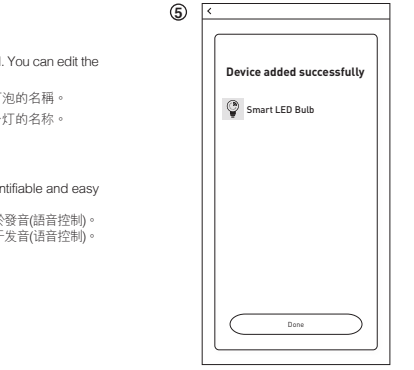 . You can edit the
泡的名稱。
灯的名称。
ntifiable and easy
發音(語音控制)。
发音(语音控制)。
⑤
<
Device added successfully
Smart LED Bulb
Done